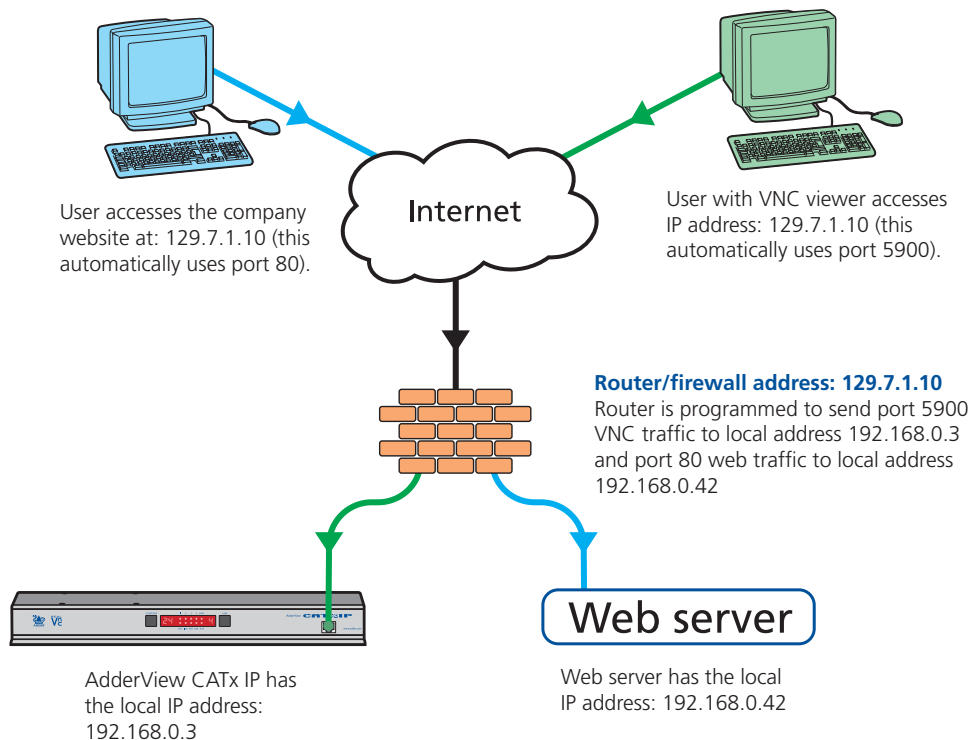 User accesses the company
website at: 129.7.1.10 (this
automatically uses port 80).
Internet
User with VNC viewer accesses
IP address: 129.7.1.10 (this
automatically uses port 5900).
Router/firewall address: 129.7.1.10
Router is programmed to send port 5900
VNC traffic to local address 192.168.0.3
and port 80 web traffic to local address
192.168.0.42
24
4
CATxIP
Web server
AdderView CATx IP has
the local IP address:
192.168.0.3
Web server has the local
IP address: 192.168.0.42